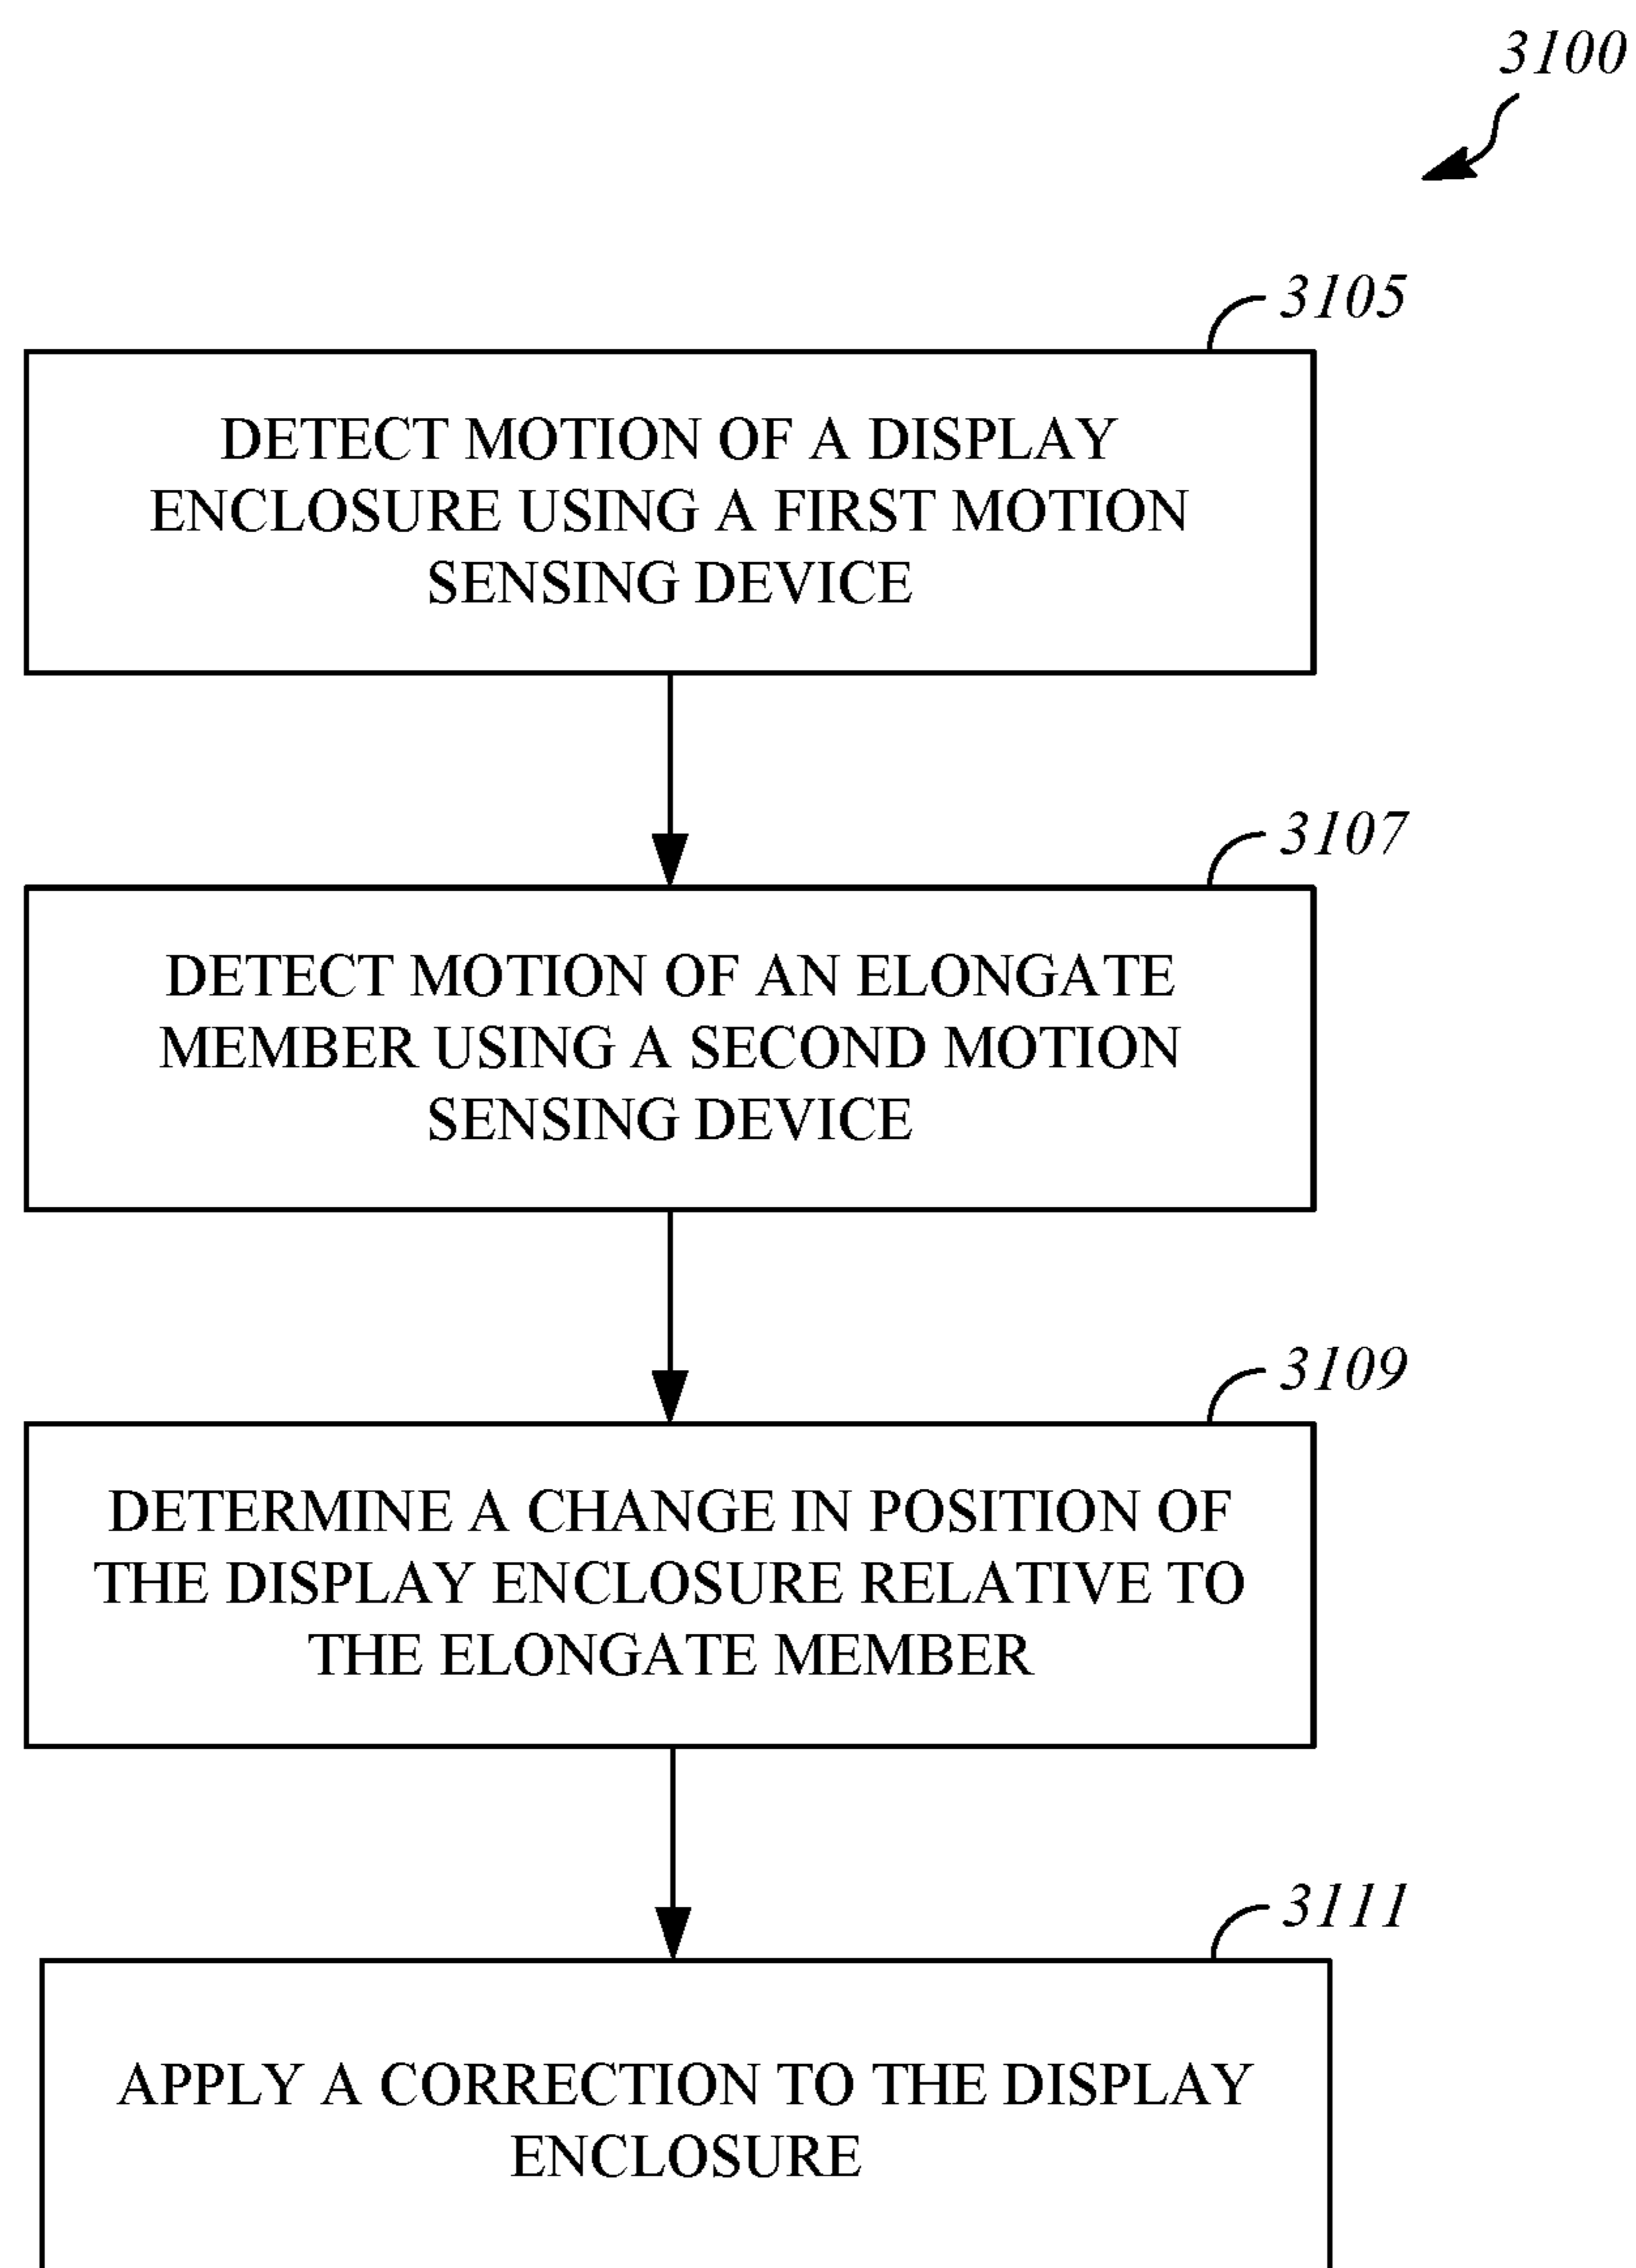 3100
3105
DETECT MOTION OF A DISPLAY
ENCLOSURE USING A FIRST MOTION
SENSING DEVICE
3107
DETECT MOTION OF AN ELONGATE
MEMBER USING A SECOND MOTION
SENSING DEVICE
3109
DETERMINE A CHANGE IN POSITION OF
THE DISPLAY ENCLOSURE RELATIVE TO
THE ELONGATE MEMBER
3111
APPLY A CORRECTION TO THE DISPLAY
ENCLOSURE